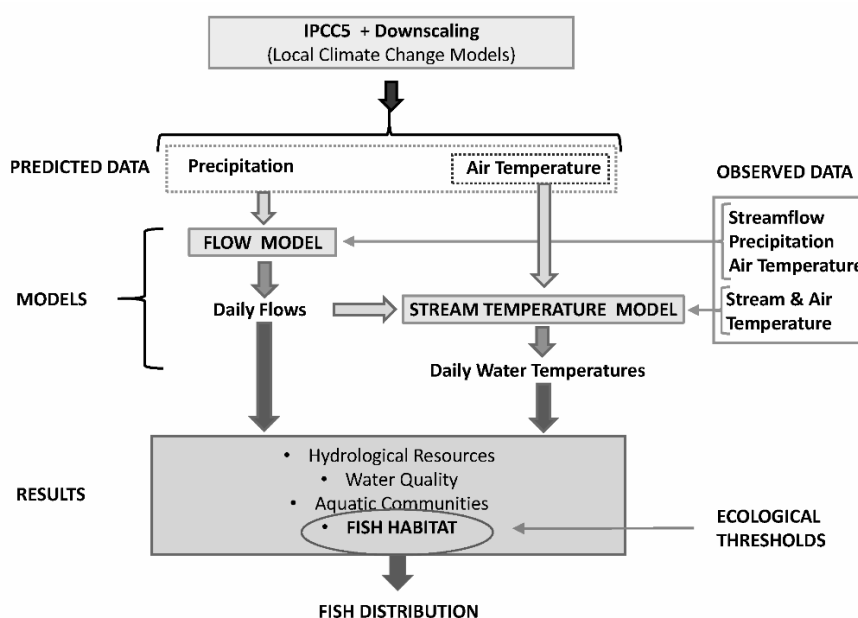 IPCC5 + Downscaling
(Local Climate Change Models)
PREDICTED DATA
Precipitation
Air Temperature
OBSERVED DATA
Streamflow
Precipitation
Air Temperature
FLOW MODEL
MODELS
Daily Flows
STREAM TEMPERATURE MODEL
Stream & Air
Temperature
Daily Water Temperatures
RESULTS
• Hydrological Resources
• Water Quality
• Aquatic Communities
• FISH HABITAT
ECOLOGICAL
THRESHOLDS
FISH DISTRIBUTION